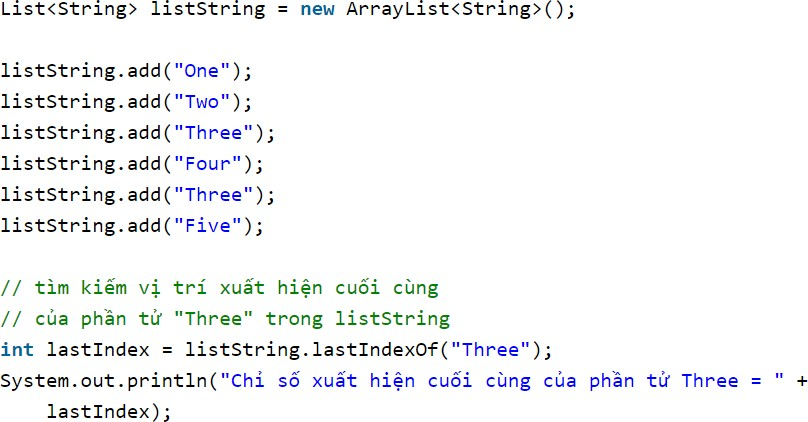 List<String> listString = new ArrayList<String>();
listString.add("One");
listString.add("Two");
listString.add("Three");
listString.add("Four");
listString.add("Three");
listString.add("Five");
// tìm kiếm vị trí xuất hiện cuối cùng
// của phần tử "Three" trong listString
int lastIndex = listString.lastIndexOf("Three");
System.out.println("Chỉ số xuất hiện cuối cùng của phần tử Three = " +
lastIndex);